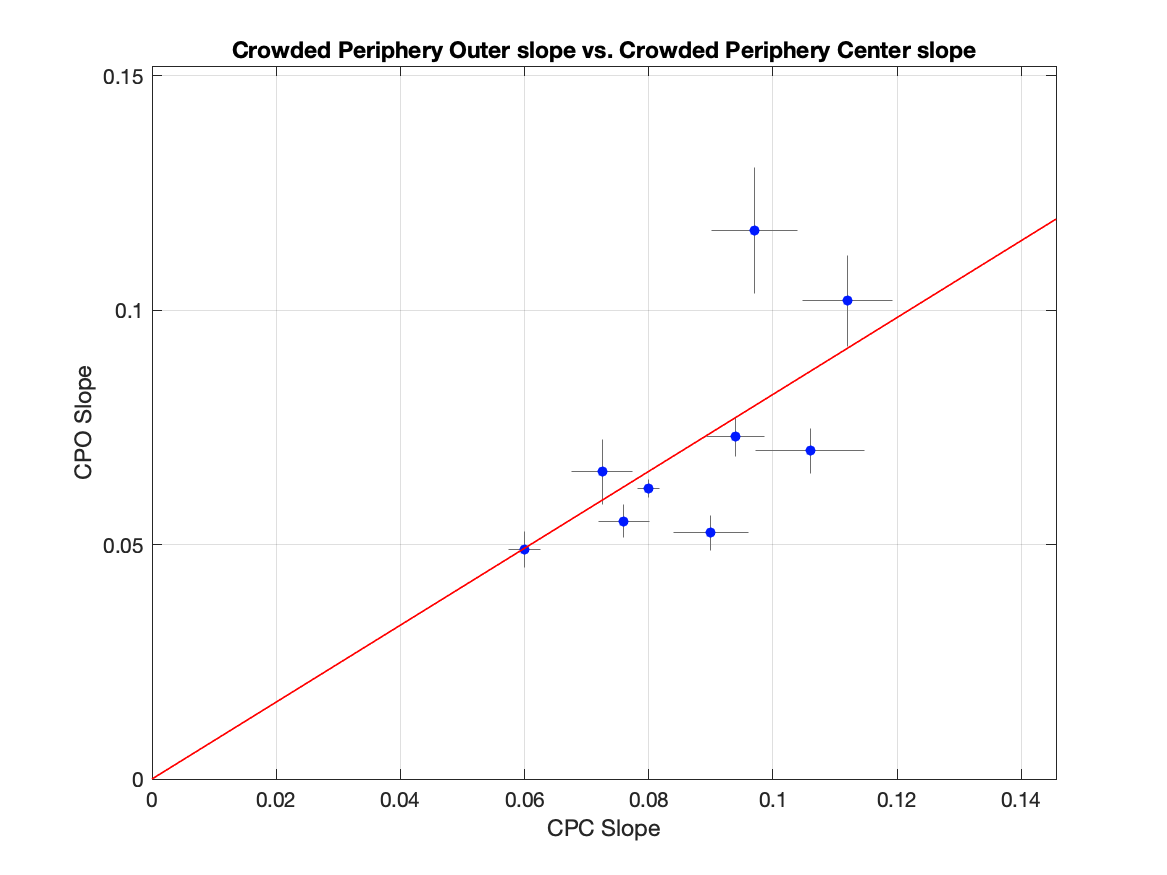 Crowded Periphery Outer slope vs. Crowded Periphery Center slope
0.15
0.1
0.05
0
CPO Slope
0 0.02 0.04 0.06 0.08 0.1 0.12 0.14
CPC Slope